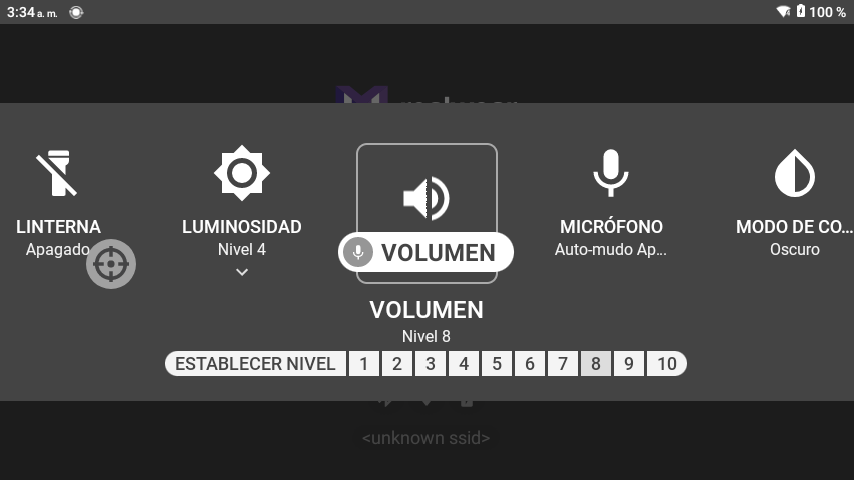 3:34 a. m.
100 %
LINTERNA
Apagado
LUMINOSIDAD
Nivel 4
VOLUMEN
MICRÓFONO
Auto-mudo Ap...
MODO DE CO...
Oscuro
VOLUMEN
Nivel 8
ESTABLECER NIVEL 1 2 3 4 5 6 7 8 9 10
<unknown ssid>